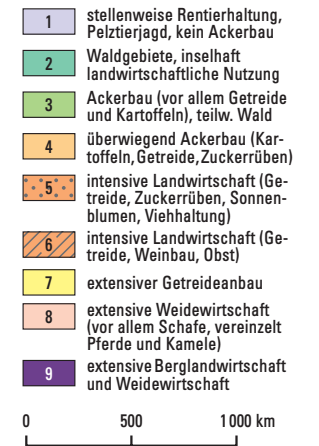 1 stellenweise Rentierhaltung,
Pelztierjagd, kein Ackerbau
2 Waldgebiete, inselhaft
landwirtschaftliche Nutzung
3 Ackerbau (vor allem Getreide
und Kartoffeln), teilw. Wald
4 überwiegend Ackerbau (Kar-
toffeln, Getreide, Zuckerrüben)
5 intensive Landwirtschaft (Ge-
treide, Zuckerrüben, Sonnen-
blumen, Viehhaltung)
6 intensive Landwirtschaft (Ge-
treide, Weinbau, Obst)
7 extensiver Getreideanbau
8 extensive Weidewirtschaft
(vor allem Schafe, vereinzelt
Pferde und Kamele)
9 extensive Berglandwirtschaft
und Weidewirtschaft
0 500 1000 km